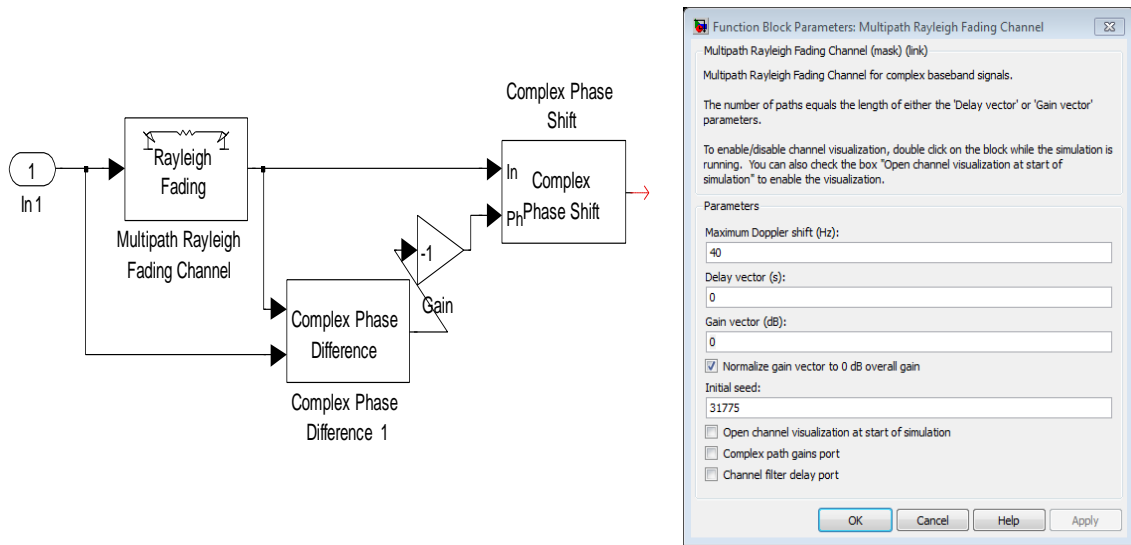 Complex Phase
Shift
Rayleigh
Fading
1
In 1
In
Ph
Complex
Phase Shift
Multipath Rayleigh
Fading Channel
-1
Gain
Complex Phase
Difference
Complex Phase
Difference 1
Function Block Parameters: Multipath Rayleigh Fading Channel
Multipath Rayleigh Fading Channel (mask) (link)
Multipath Rayleigh Fading Channel for complex baseband signals.
The number of paths equals the length of either the 'Delay vector' or 'Gain vector'
parameters.
To enable/disable channel visualization, double click on the block while the simulation is
running. You can also check the box "Open channel visualization at start of
simulation" to enable the visualization.
Parameters
Maximum Doppler shift (Hz):
40
Delay vector (s):
0
Gain vector (dB):
0
Normalize gain vector to 0 dB overall gain
Initial seed:
31775
Open channel visualization at start of simulation
Complex path gains port
Channel filter delay port
OK
Cancel
Help
Apply